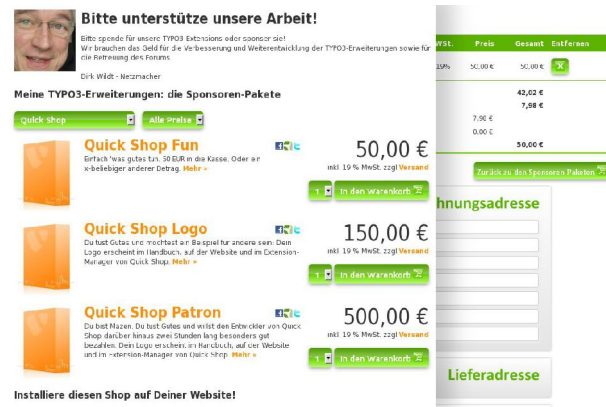 Bitte unterstütze unsere Arbeit!
Bitte spende für unsere TYPO3 Extensions oder sponser sie!
Wir brauchen das Geld für die Verbesserung und Weiterentwicklung der TYPO3-Erweiterungen sowie für
die Betreuung des Forums
Dirk Wildt - Netzmacher
Meine TYPO3-Erweiterungen: die Sponsoren-Pakete
Quick Shop
Alle Preise
Quick Shop Fun
50,00 €
Einfach 'was gutes tun. 50 EUR in die Kasse. Oder ein
x-beliebiger anderer Betrag. Mehr »
inkl. 19 % MwSt. zzgl Versand
1 In den Warenkorb
Quick Shop Logo
150,00 €
Du tust Gutes und möchtest ein Beispiel für andere sein. Dein
Logo erscheint im Handbuch, auf der Website und im Extension-
Manager von Quick Shop. Mehr »
inkl. 19 % MwSt. zzgl Versand
1 In den Warenkorb
Quick Shop Patron
500,00 €
Du bist Mäzen. Du tust Gutes und willst den Entwickler von Quick
Shop darüber hinaus zwei Stunden lang besonders gut
bezahlen. Dein Logo erscheint im Handbuch, auf der Website
und im Extension-Manager von Quick Shop. Mehr »
inkl. 19 % MwSt. zzgl Versand
1 In den Warenkorb
Installiere diesen Shop auf Deiner Website!
MwSt. Preis Gesamt Entfernen
19% 50,00 € 50,00 €
42,02 €
7,98 €
7,90 €
0,00 €
50,00 €
Zurück zu den Sponsoren Paketen
hnungsadresse
Lieferadresse